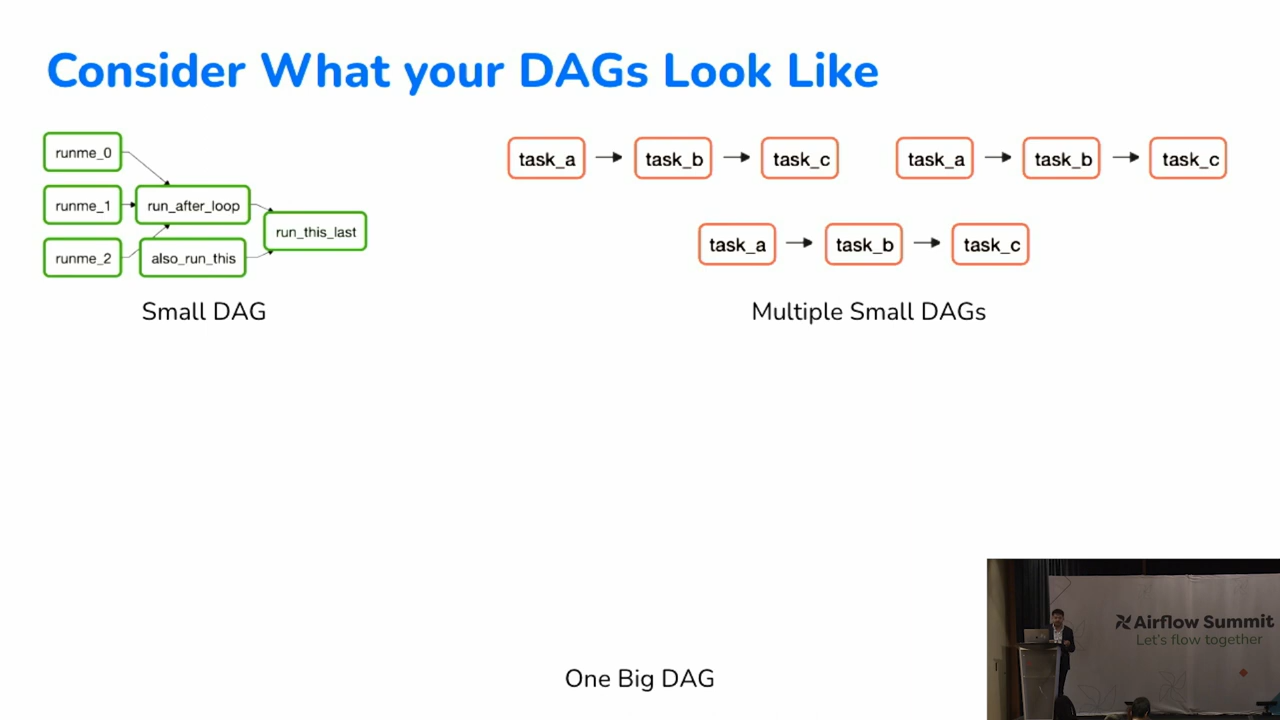 Consider What your DAGs Look Like
runme_0
runme_1
run_after_loop
run_this_last
runme_2
also_run_this
Small DAG
task_a
task_b
task_c
task_a
task_b
task_c
task_a
task_b
task_c
Multiple Small DAGs
One Big DAG
Airflow Summit
Let's flow together